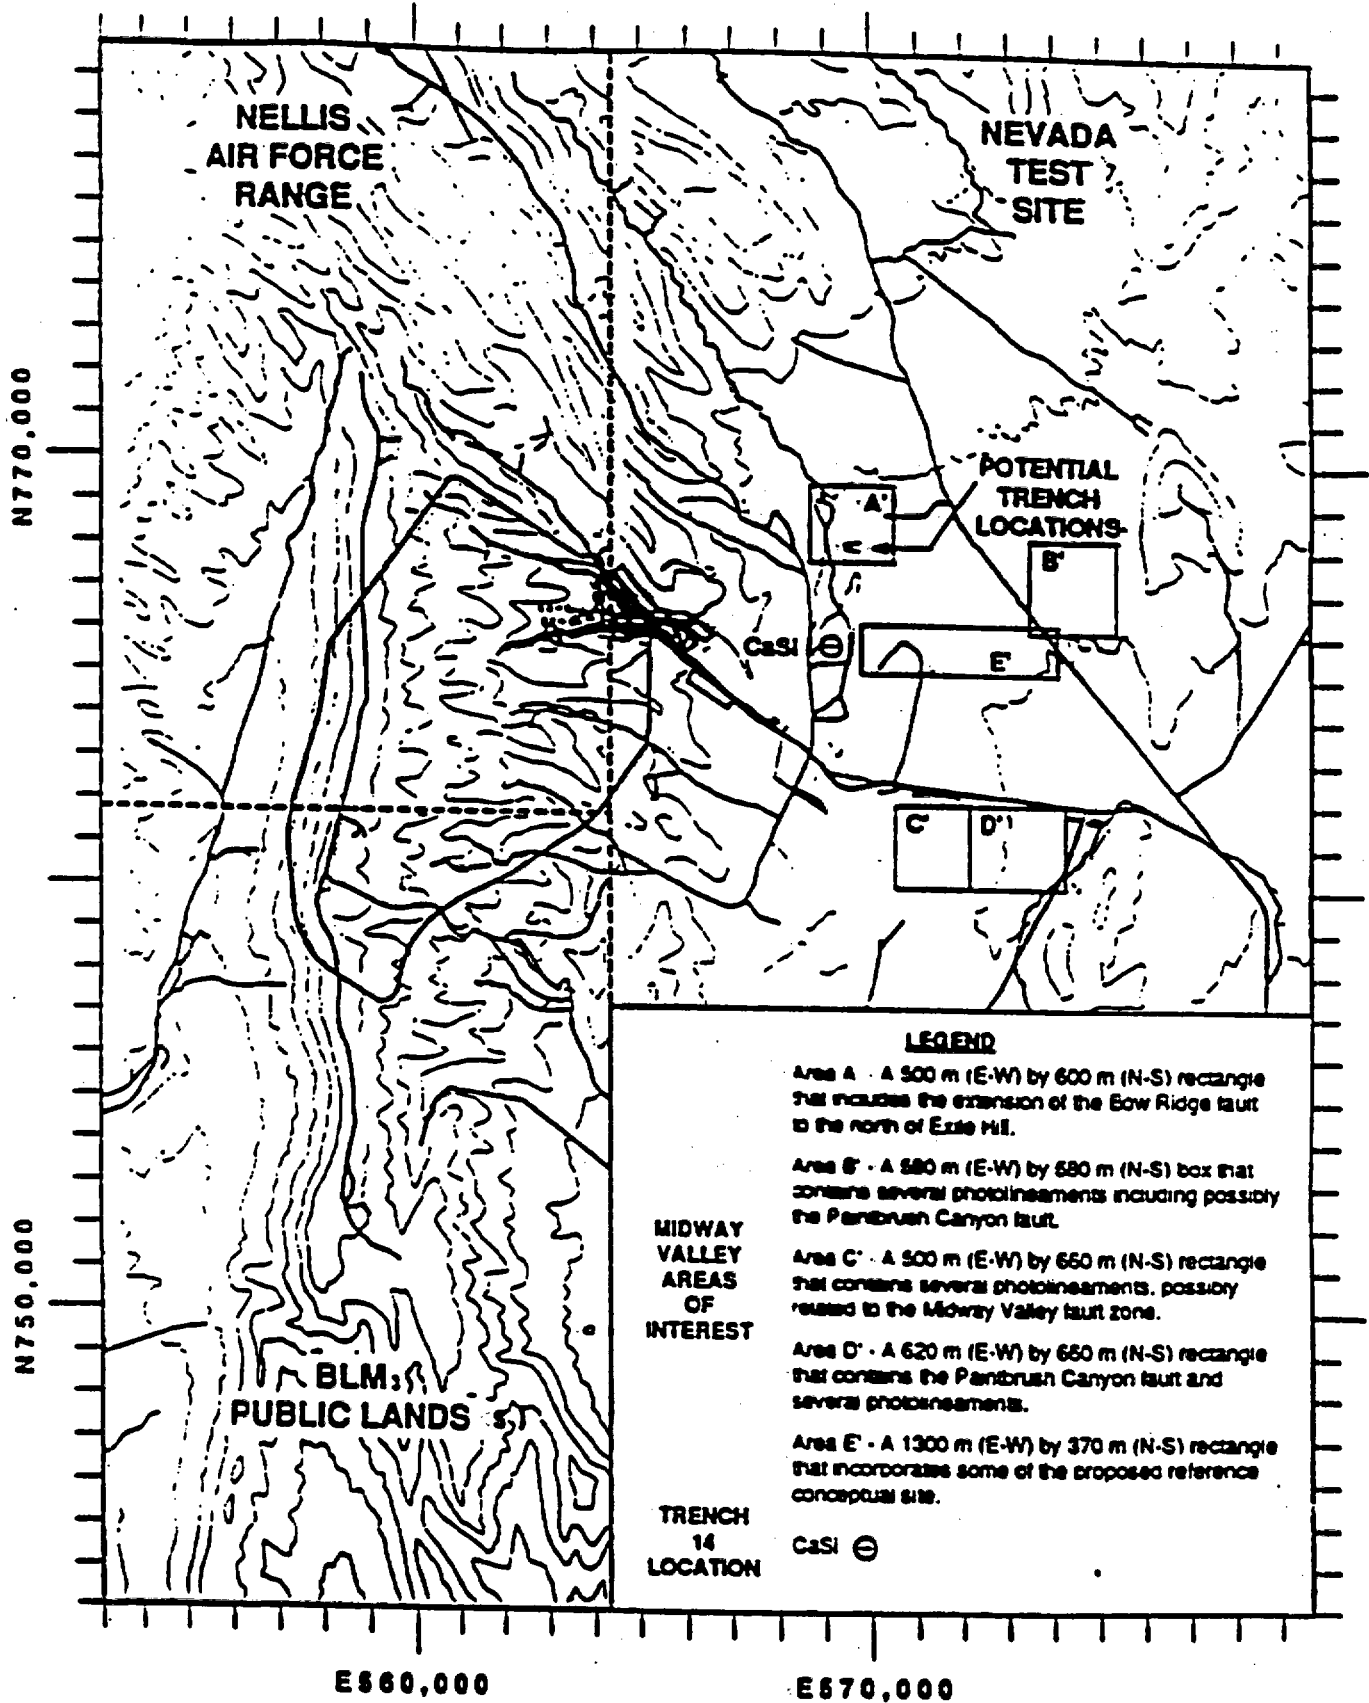 NELLIS
AIR FORCE
RANGE
NEVADA
TEST
SITE
N770,000
POTENTIAL
TRENCH
LOCATIONS
A'
B'
CaSi
E'
C'
D'
N750,000
BLM
PUBLIC LANDS
LEGEND
Area A - A 500 m (E-W) by 600 m (N-S) rectangle
that includes the extension of the Bow Ridge fault
to the north of Exile Hill.
Area B' - A 580 m (E-W) by 580 m (N-S) box that
contains several photolineaments including possibly
the Paintbrush Canyon fault.
Area C' - A 500 m (E-W) by 660 m (N-S) rectangle
that contains several photolineaments, possibly
related to the Midway Valley fault zone.
Area D' - A 620 m (E-W) by 660 m (N-S) rectangle
that contains the Paintbrush Canyon fault and
several photolineaments.
Area E' - A 1300 m (E-W) by 370 m (N-S) rectangle
that incorporates some of the proposed reference
conceptual site.
MIDWAY
VALLEY
AREAS
OF
INTEREST
TRENCH
14
LOCATION
CaSi
E560,000
E570,000